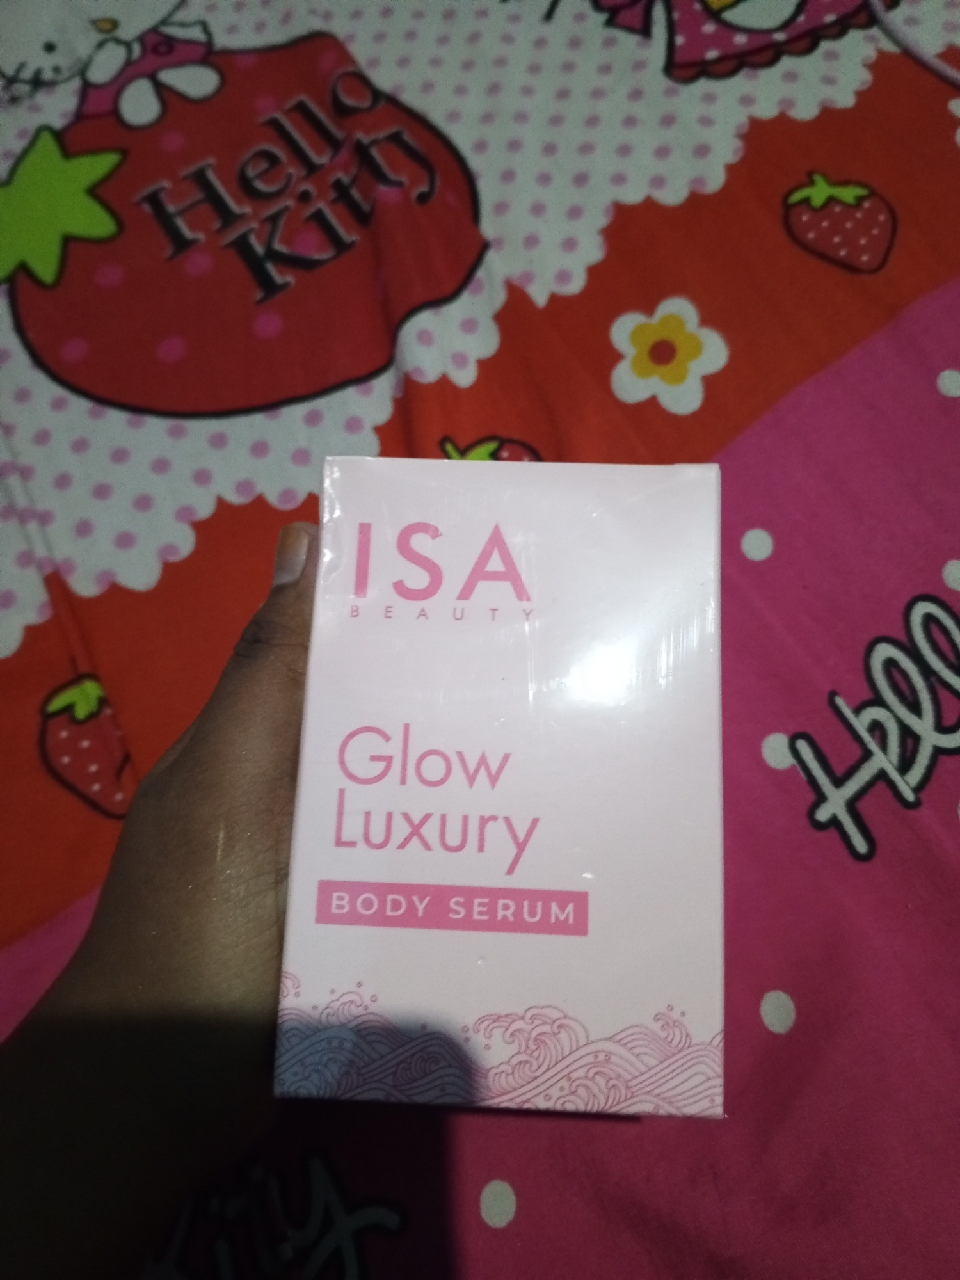 Hello
Kitty
ISA
BEAUTY
Glow
Luxury
BODY SERUM